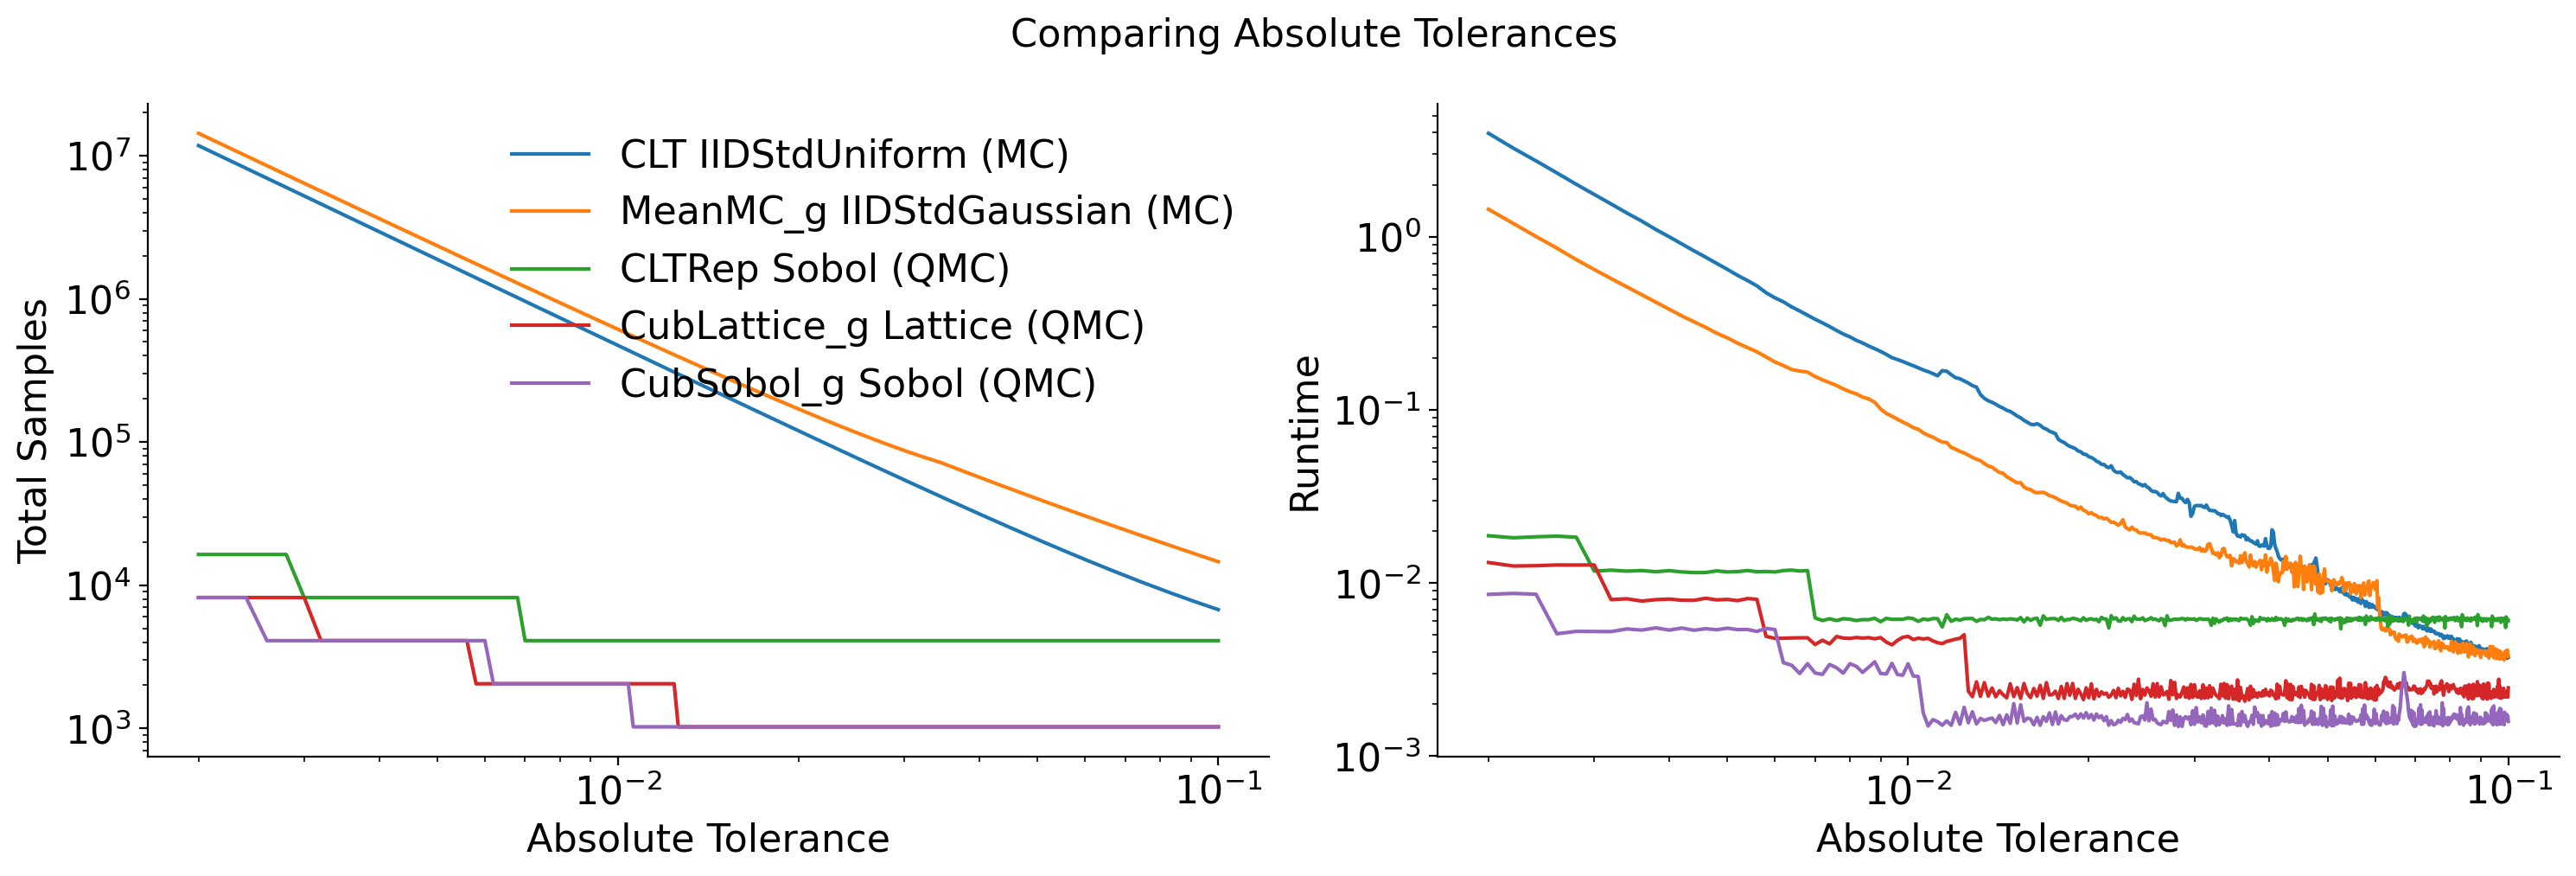 Comparing Absolute Tolerances
Total Samples
10^7
10^6
10^5
10^4
10^3
CLT IIDStdUniform (MC)
MeanMC_g IIDStdGaussian (MC)
CLTRep Sobol (QMC)
CubLattice_g Lattice (QMC)
CubSobol_g Sobol (QMC)
10^{-2}
10^{-1}
Absolute Tolerance
Runtime
10^0
10^{-1}
10^{-2}
10^{-3}
10^{-2}
10^{-1}
Absolute Tolerance